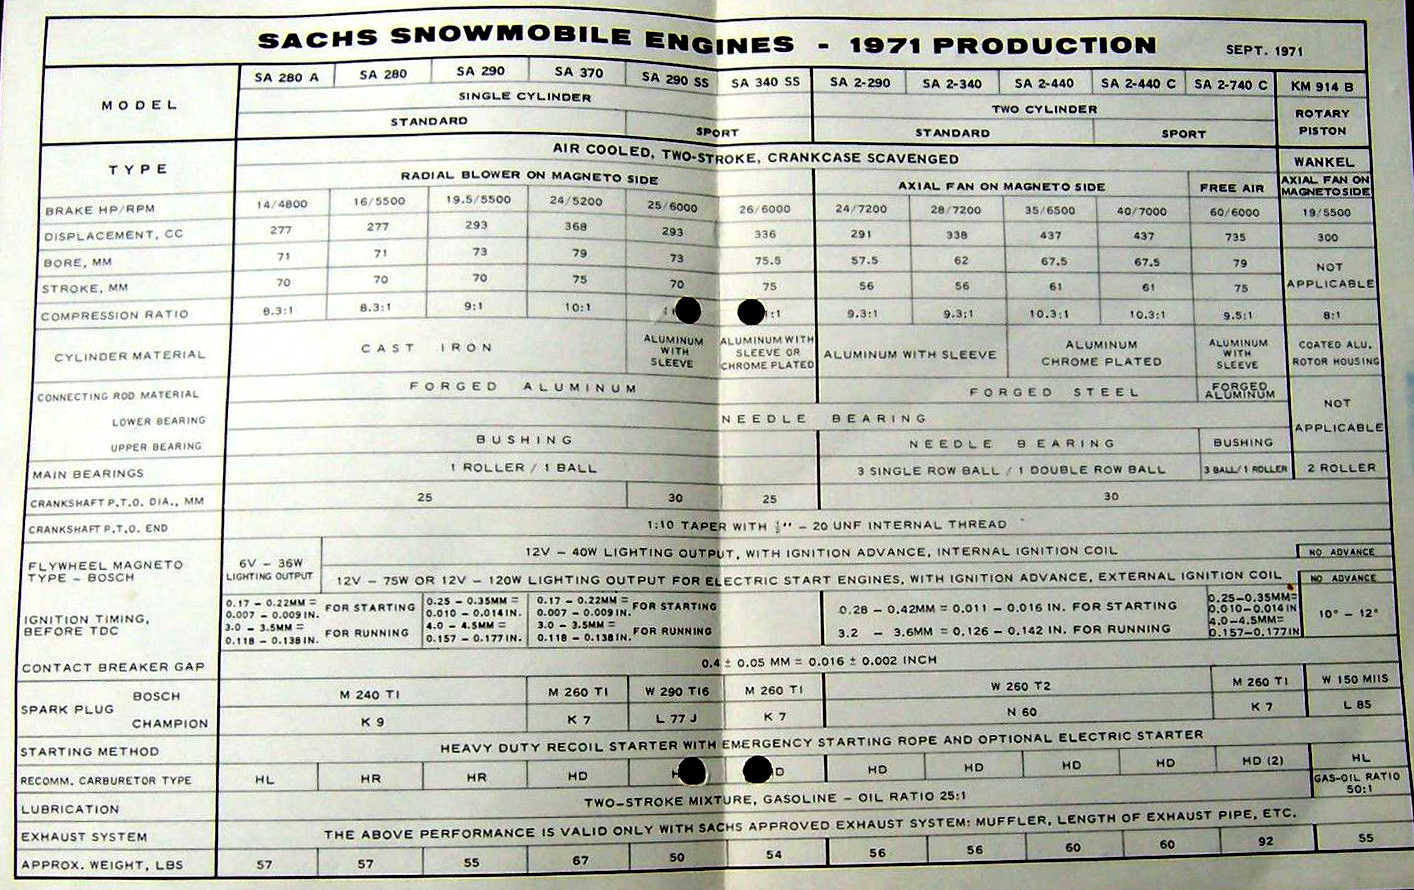 SACHS SNOWMOBILE ENGINES - 1971 PRODUCTION SEPT. 1971
MODEL SA 280 A SA 280 SA 290 SA 370 SA 290 SS SA 340 SS SA 2-290 SA 2-340 SA 2-440 SA 2-440 C SA 2-740 C KM 914 B
SINGLE CYLINDER TWO CYLINDER ROTARY PISTON
STANDARD SPORT STANDARD SPORT
TYPE AIR COOLED, TWO-STROKE, CRANKCASE SCAVENGED WANKEL
RADIAL BLOWER ON MAGNETO SIDE AXIAL FAN ON MAGNETO SIDE FREE AIR AXIAL FAN ON MAGNETO SIDE
BRAKE HP/RPM 14/4800 16/5500 19.5/5500 24/5200 25/6000 26/6000 24/7200 28/7200 35/6500 40/7000 60/6000 19/5500
DISPLACEMENT, CC 277 277 293 368 293 336 291 338 437 437 735 300
BORE, MM 71 71 73 79 73 75.5 57.5 62 67.5 67.5 79 NOT APPLICABLE
STROKE, MM 70 70 70 75 70 75 56 56 61 61 75
COMPRESSION RATIO 8.3:1 8.3:1 9:1 10:1 :1 9.3:1 9.3:1 10.3:1 10.3:1 9.5:1 8:1
CYLINDER MATERIAL CAST IRON ALUMINUM WITH SLEEVE ALUMINUM WITH SLEEVE OR CHROME PLATED ALUMINUM WITH SLEEVE ALUMINUM CHROME PLATED ALUMINUM WITH SLEEVE COATED ALU. ROTOR HOUSING
CONNECTING ROD MATERIAL FORGED ALUMINUM FORGED STEEL FORGED ALUMINUM NOT APPLICABLE
LOWER BEARING NEEDLE BEARING
UPPER BEARING BUSHING NEEDLE BEARING BUSHING
MAIN BEARINGS 1 ROLLER / 1 BALL 3 SINGLE ROW BALL / 1 DOUBLE ROW BALL 3 BALL/1 ROLLER 2 ROLLER
CRANKSHAFT P.T.O. DIA., MM 25 30 25 30
CRANKSHAFT P.T.O. END 1:10 TAPER WITH ½" - 20 UNF INTERNAL THREAD
FLYWHEEL MAGNETO TYPE - BOSCH 6V - 36W LIGHTING OUTPUT 12V - 40W LIGHTING OUTPUT, WITH IGNITION ADVANCE, INTERNAL IGNITION COIL NO ADVANCE
12V - 75W OR 12V - 120W LIGHTING OUTPUT FOR ELECTRIC START ENGINES, WITH IGNITION ADVANCE, EXTERNAL IGNITION COIL NO ADVANCE
IGNITION TIMING, BEFORE TDC
0.17 - 0.22MM = 0.007 - 0.009 IN. FOR STARTING 0.25 - 0.35MM = 0.010 - 0.014 IN. 0.17 - 0.22MM = 0.007 - 0.009 IN. FOR STARTING 0.28 - 0.42MM = 0.011 - 0.016 IN. FOR STARTING 0.25-0.35MM= 0.010-0.014 IN 10° - 12°
3.0 - 3.5MM = 0.118 - 0.138 IN. FOR RUNNING 4.0 - 4.5MM = 0.157 - 0.177 IN. 3.0 - 3.5MM = 0.118 - 0.138 IN. FOR RUNNING 3.2 - 3.6MM = 0.126 - 0.142 IN. FOR RUNNING 4.0-4.5MM= 0.157-0.177 IN
CONTACT BREAKER GAP 0.4 ± 0.05 MM = 0.016 ± 0.002 INCH
SPARK PLUG
BOSCH M 240 T1 M 260 T1 W 290 T16 M 260 T1 W 260 T2 M 260 T1 W 150 M11S
CHAMPION K 9 K 7 L 77 J K 7 N 60 K 7 L 85
STARTING METHOD HEAVY DUTY RECOIL STARTER WITH EMERGENCY STARTING ROPE AND OPTIONAL ELECTRIC STARTER
RECOMM. CARBURETOR TYPE HL HR HR HD H D HD HD HD HD HD (2) HL
LUBRICATION TWO-STROKE MIXTURE, GASOLINE - OIL RATIO 25:1 GAS-OIL RATIO 50:1
EXHAUST SYSTEM THE ABOVE PERFORMANCE IS VALID ONLY WITH SACHS APPROVED EXHAUST SYSTEM: MUFFLER, LENGTH OF EXHAUST PIPE, ETC.
APPROX. WEIGHT, LBS 57 57 55 67 50 54 56 56 60 60 92 55